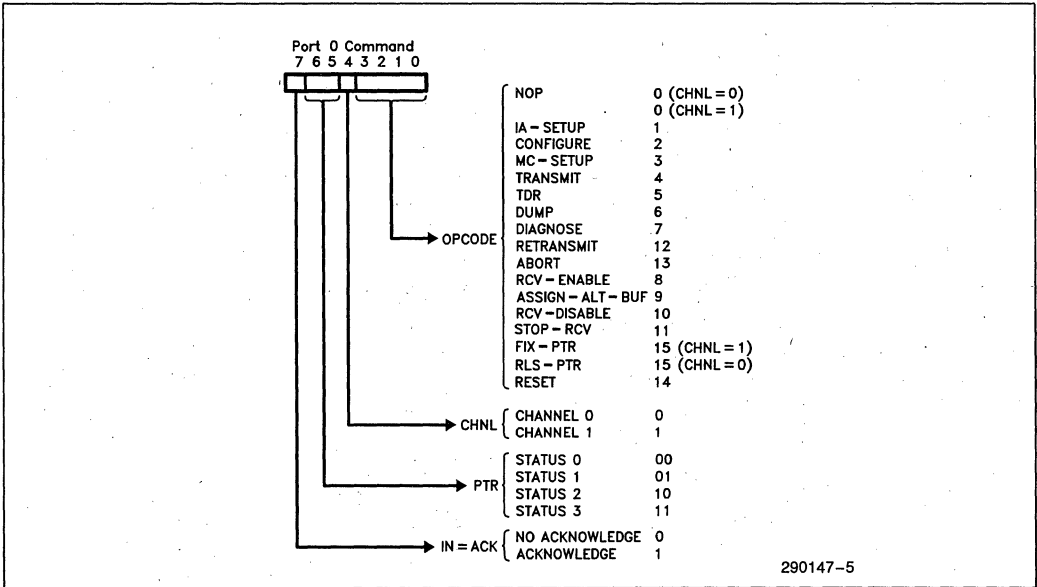 Port 0 Command
7 6 5 4 3 2 1 0
OPCODE
NOP 0 (CHNL = 0)
0 (CHNL = 1)
IA – SETUP 1
CONFIGURE 2
MC – SETUP 3
TRANSMIT 4
TDR 5
DUMP 6
DIAGNOSE 7
RETRANSMIT 12
ABORT 13
RCV – ENABLE 8
ASSIGN – ALT – BUF 9
RCV – DISABLE 10
STOP – RCV 11
FIX – PTR 15 (CHNL = 1)
RLS – PTR 15 (CHNL = 0)
RESET 14
CHNL
CHANNEL 0 0
CHANNEL 1 1
PTR
STATUS 0 00
STATUS 1 01
STATUS 2 10
STATUS 3 11
IN = ACK
NO ACKNOWLEDGE 0
ACKNOWLEDGE 1
290147–5